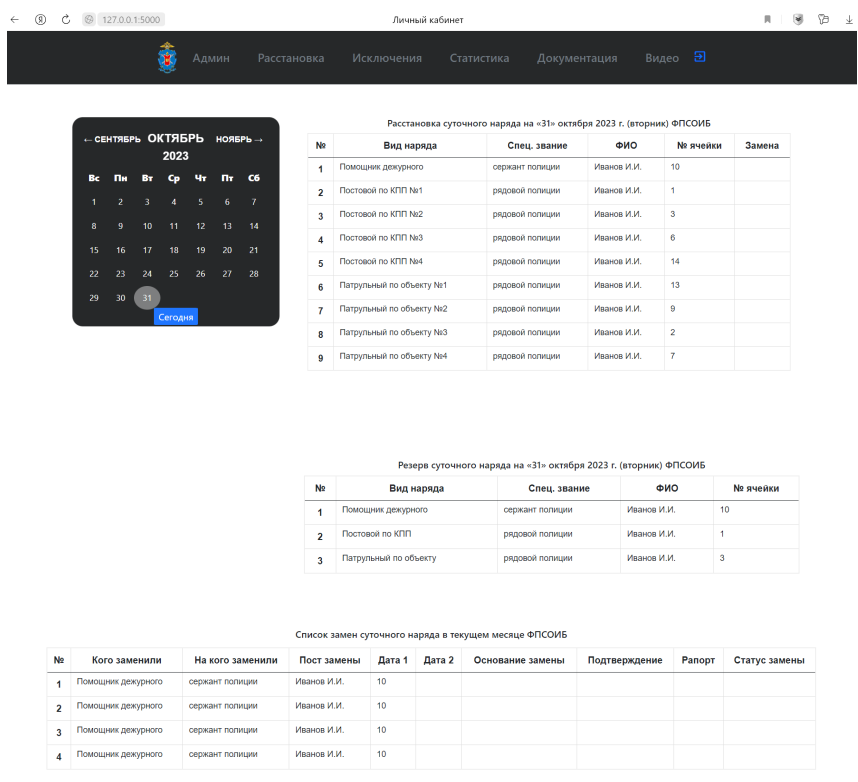 127.0.0.1:5000 Личный кабинет
Админ Расстановка Исключения Статистика Документация Видео
← СЕНТЯБРЬ ОКТЯБРЬ НОЯБРЬ →
2023
Вс Пн Вт Ср Чт Пт Сб
1 2 3 4 5 6 7
8 9 10 11 12 13 14
15 16 17 18 19 20 21
22 23 24 25 26 27 28
29 30 31
Сегодня
Расстановка суточного наряда на «31» октября 2023 г. (вторник) ФПСОИБ
№ Вид наряда Спец. звание ФИО № ячейки Замена
1 Помощник дежурного сержант полиции Иванов И.И. 10
2 Постовой по КПП №1 рядовой полиции Иванов И.И. 1
3 Постовой по КПП №2 рядовой полиции Иванов И.И. 3
4 Постовой по КПП №3 рядовой полиции Иванов И.И. 6
5 Постовой по КПП №4 рядовой полиции Иванов И.И. 14
6 Патрульный по объекту №1 рядовой полиции Иванов И.И. 13
7 Патрульный по объекту №2 рядовой полиции Иванов И.И. 9
8 Патрульный по объекту №3 рядовой полиции Иванов И.И. 2
9 Патрульный по объекту №4 рядовой полиции Иванов И.И. 7
Резерв суточного наряда на «31» октября 2023 г. (вторник) ФПСОИБ
№ Вид наряда Спец. звание ФИО № ячейки
1 Помощник дежурного сержант полиции Иванов И.И. 10
2 Постовой по КПП рядовой полиции Иванов И.И. 1
3 Патрульный по объекту рядовой полиции Иванов И.И. 3
Список замен суточного наряда в текущем месяце ФПСОИБ
№ Кого заменили На кого заменили Пост замены Дата 1 Дата 2 Основание замены Подтверждение Рапорт Статус замены
1 Помощник дежурного сержант полиции Иванов И.И. 10
2 Помощник дежурного сержант полиции Иванов И.И. 10
3 Помощник дежурного сержант полиции Иванов И.И. 10
4 Помощник дежурного сержант полиции Иванов И.И. 10